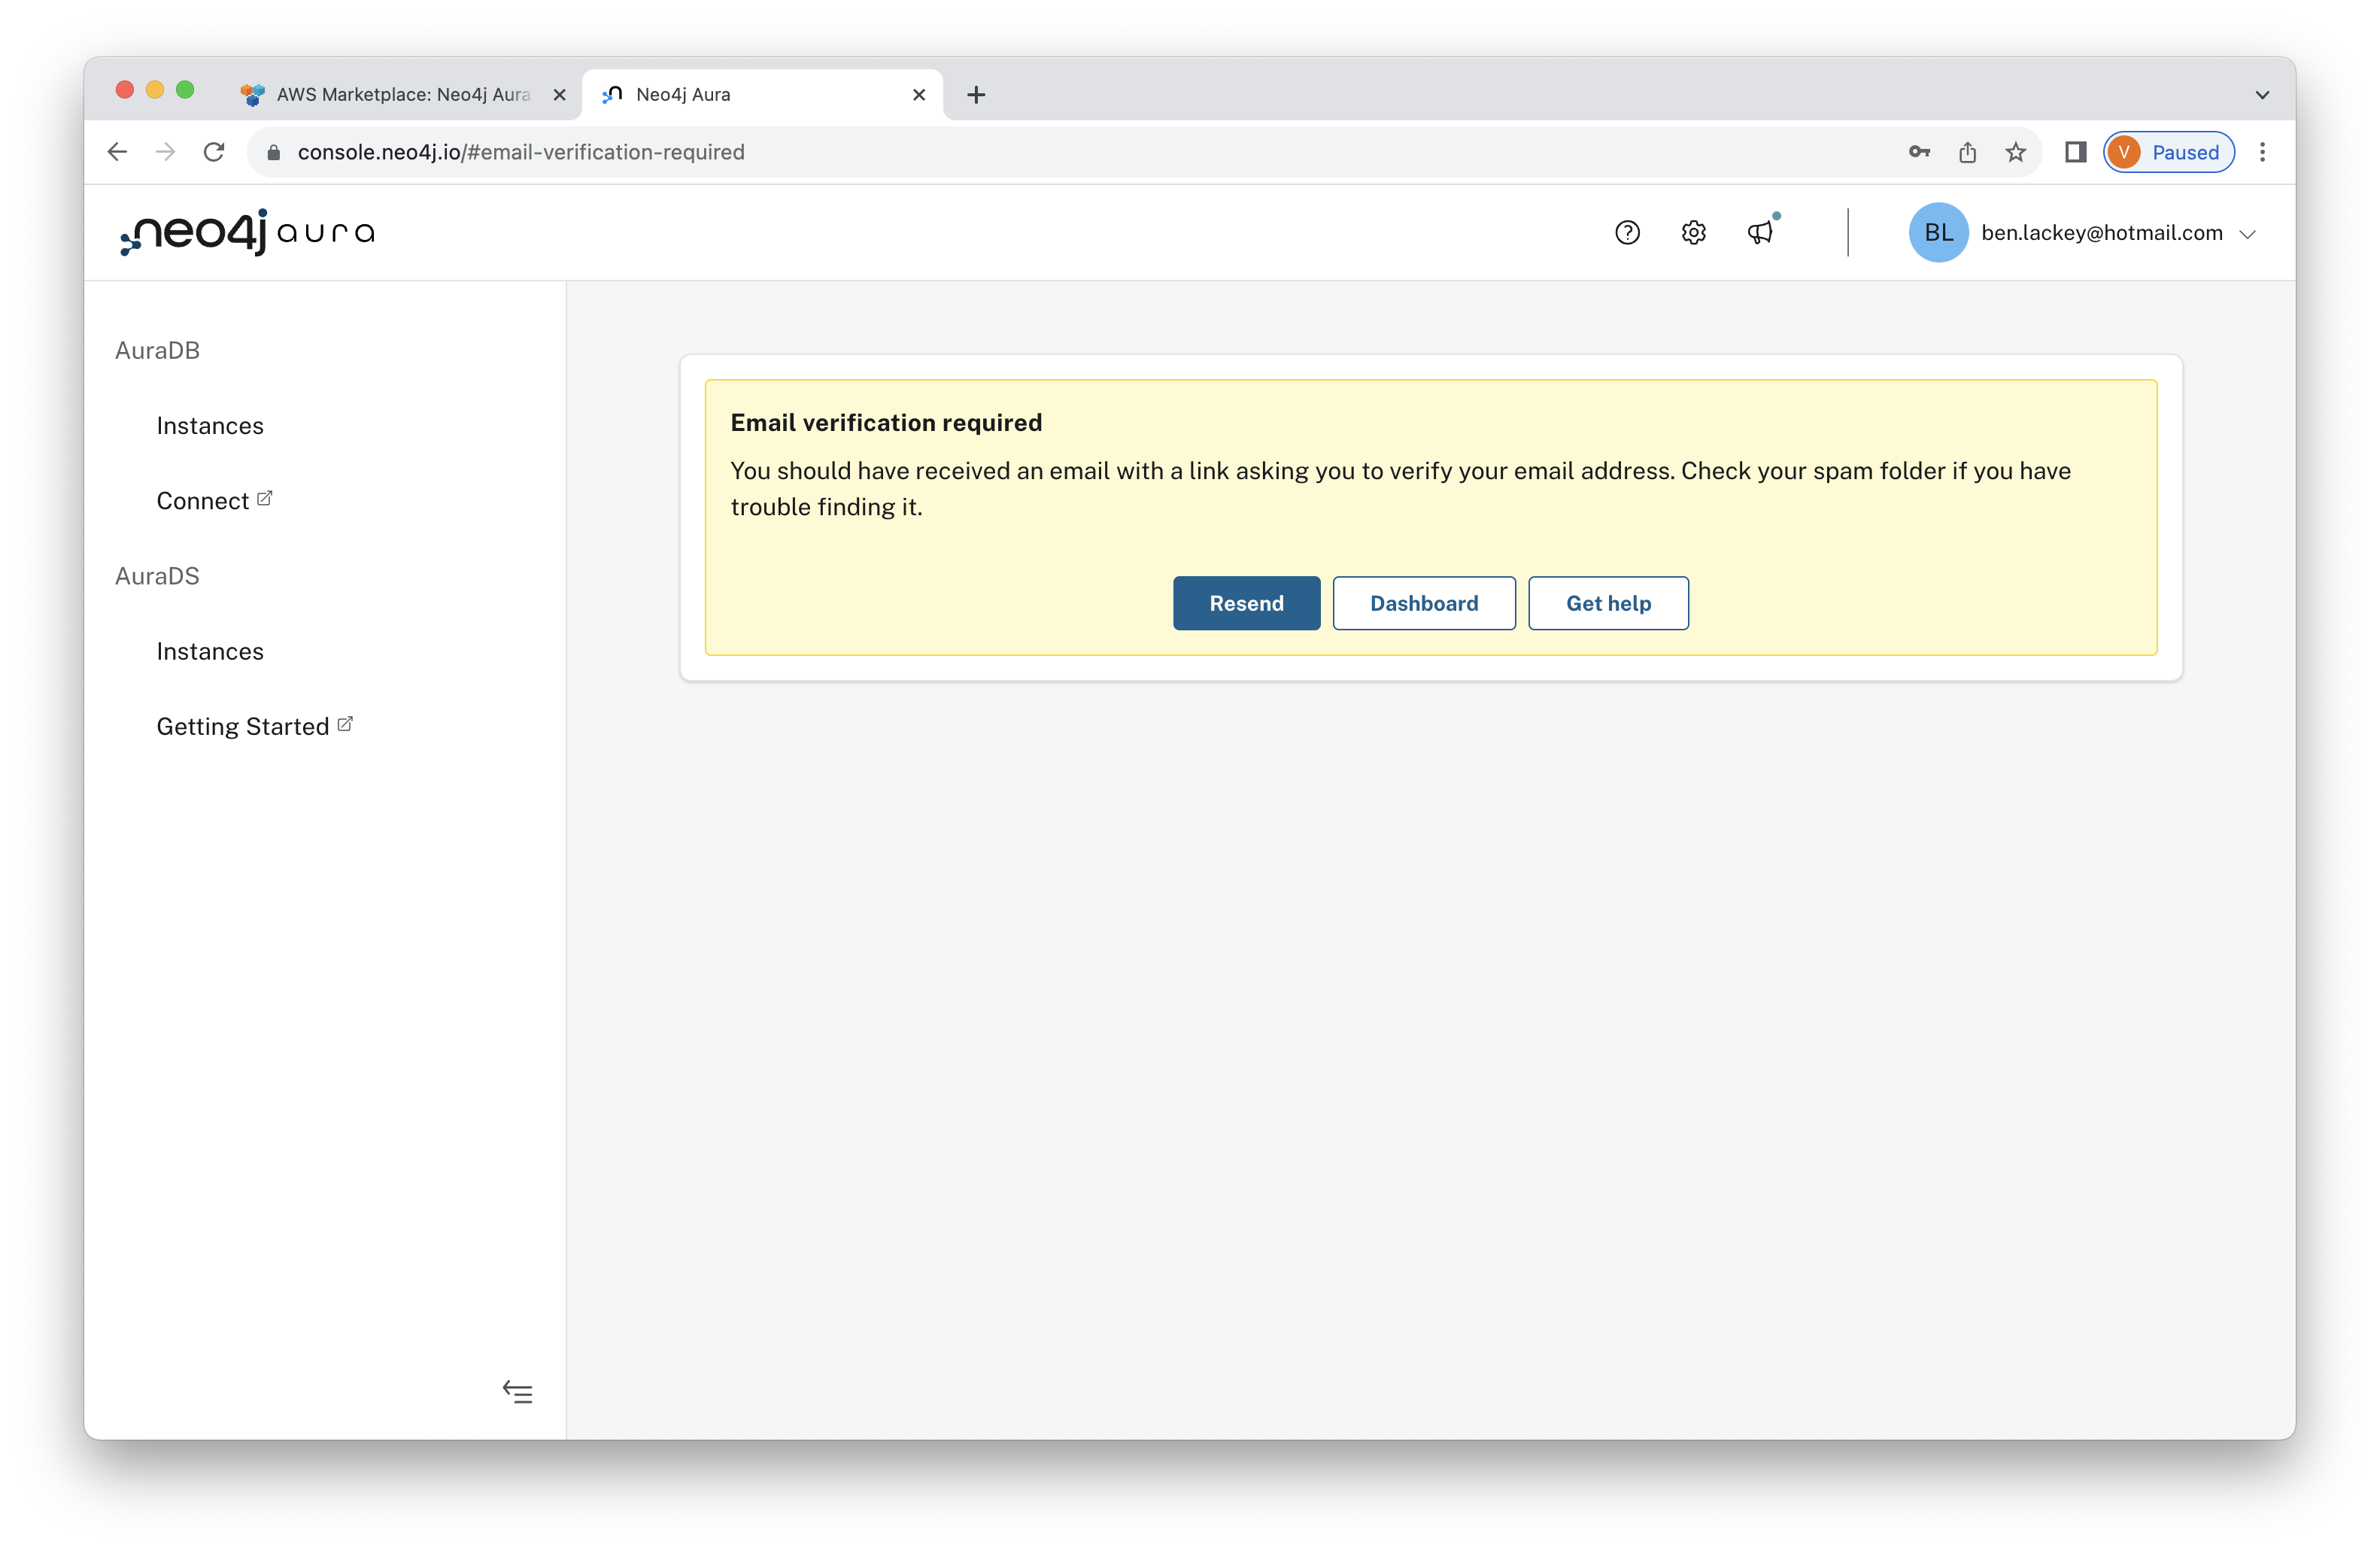 AWS Marketplace: Neo4j Aura
Neo4j Aura
console.neo4j.io/#email-verification-required
V Paused
neo4j aura
BL ben.lackey@hotmail.com
AuraDB
Instances
Connect
AuraDS
Instances
Getting Started
Email verification required
You should have received an email with a link asking you to verify your email address. Check your spam folder if you have
trouble finding it.
Resend Dashboard Get help